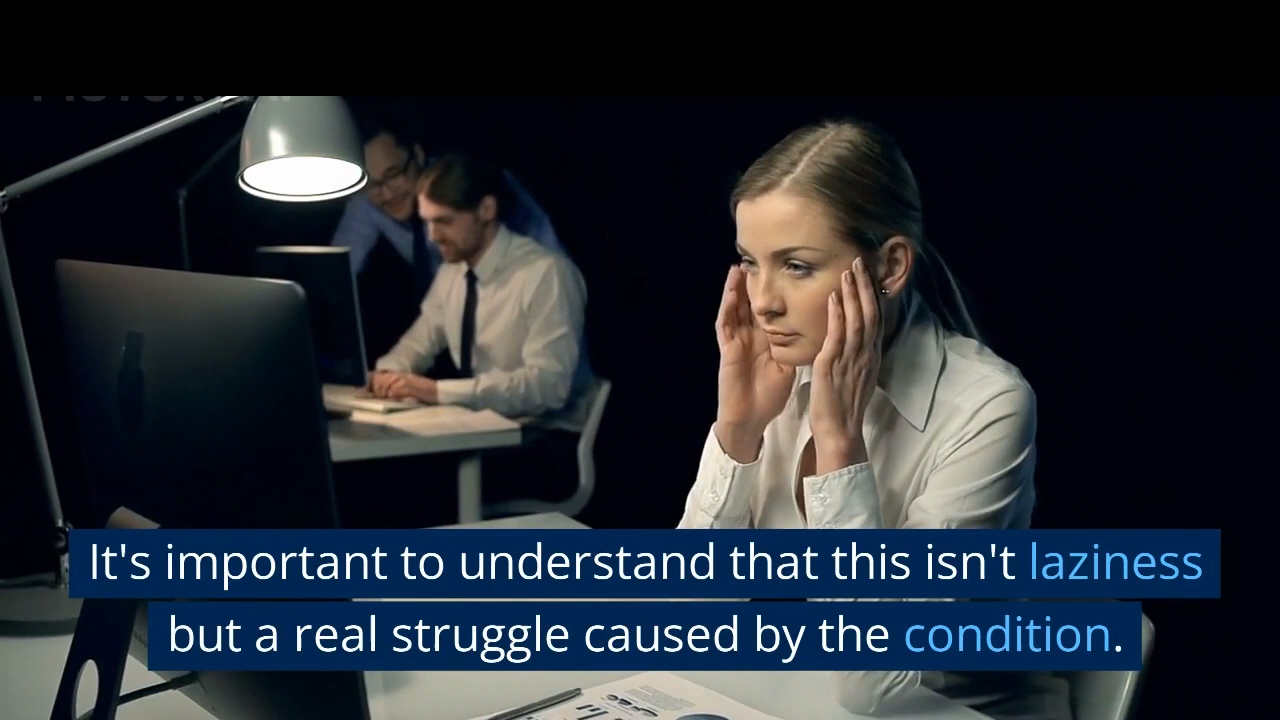 It's important to understand that this isn't laziness
but a real struggle caused by the condition.